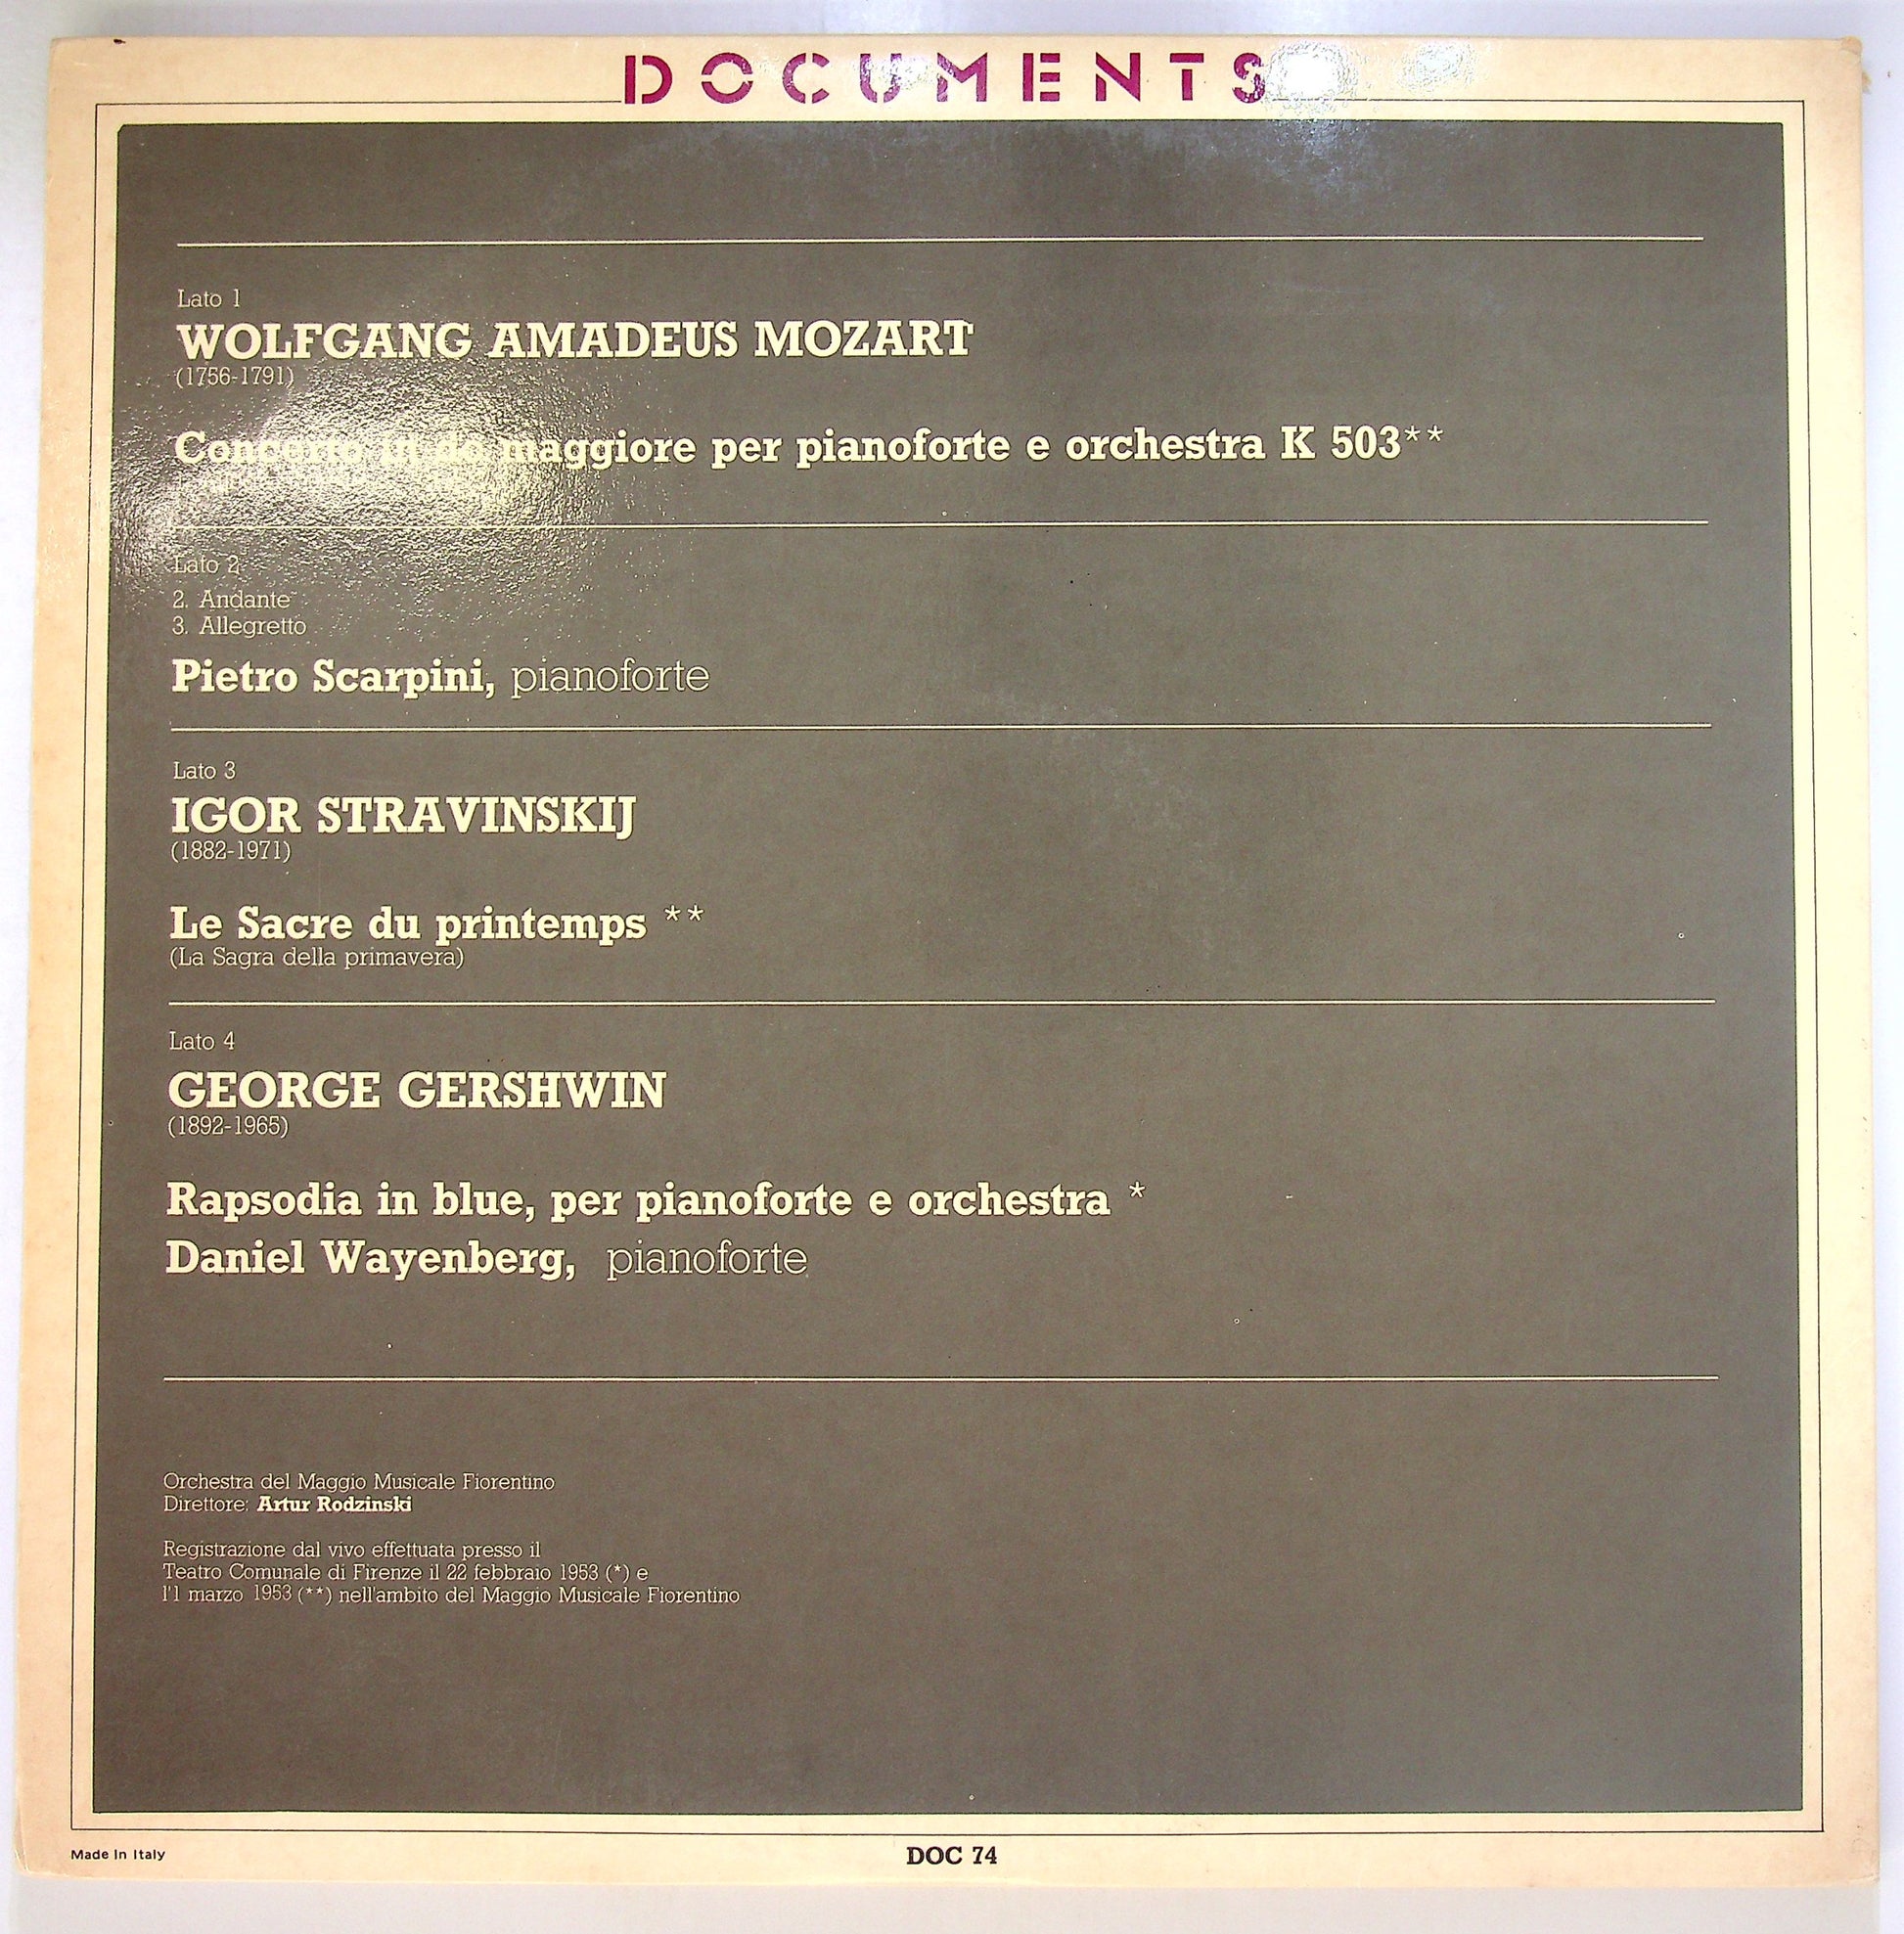 DOCUMENTS
Lato 1
WOLFGANG AMADEUS MOZART
(1756-1791)
Concerto in do maggiore per pianoforte e orchestra K 503**
Lato 2
2. Andante
3. Allegretto
Pietro Scarpini, pianoforte
Lato 3
IGOR STRAVINSKIJ
(1882-1971)
Le Sacre du printemps **
(La Sagra della primavera)
Lato 4
GEORGE GERSHWIN
(1892-1965)
Rapsodia in blue, per pianoforte e orchestra *
Daniel Wayenberg, pianoforte
Orchestra del Maggio Musicale Fiorentino
Direttore: Artur Rodzinski
Registrazione dal vivo effettuata presso il
Teatro Comunale di Firenze il 22 febbraio 1953 (*) e
l'1 marzo 1953 (**) nell'ambito del Maggio Musicale Fiorentino
Made In Italy
DOC 74